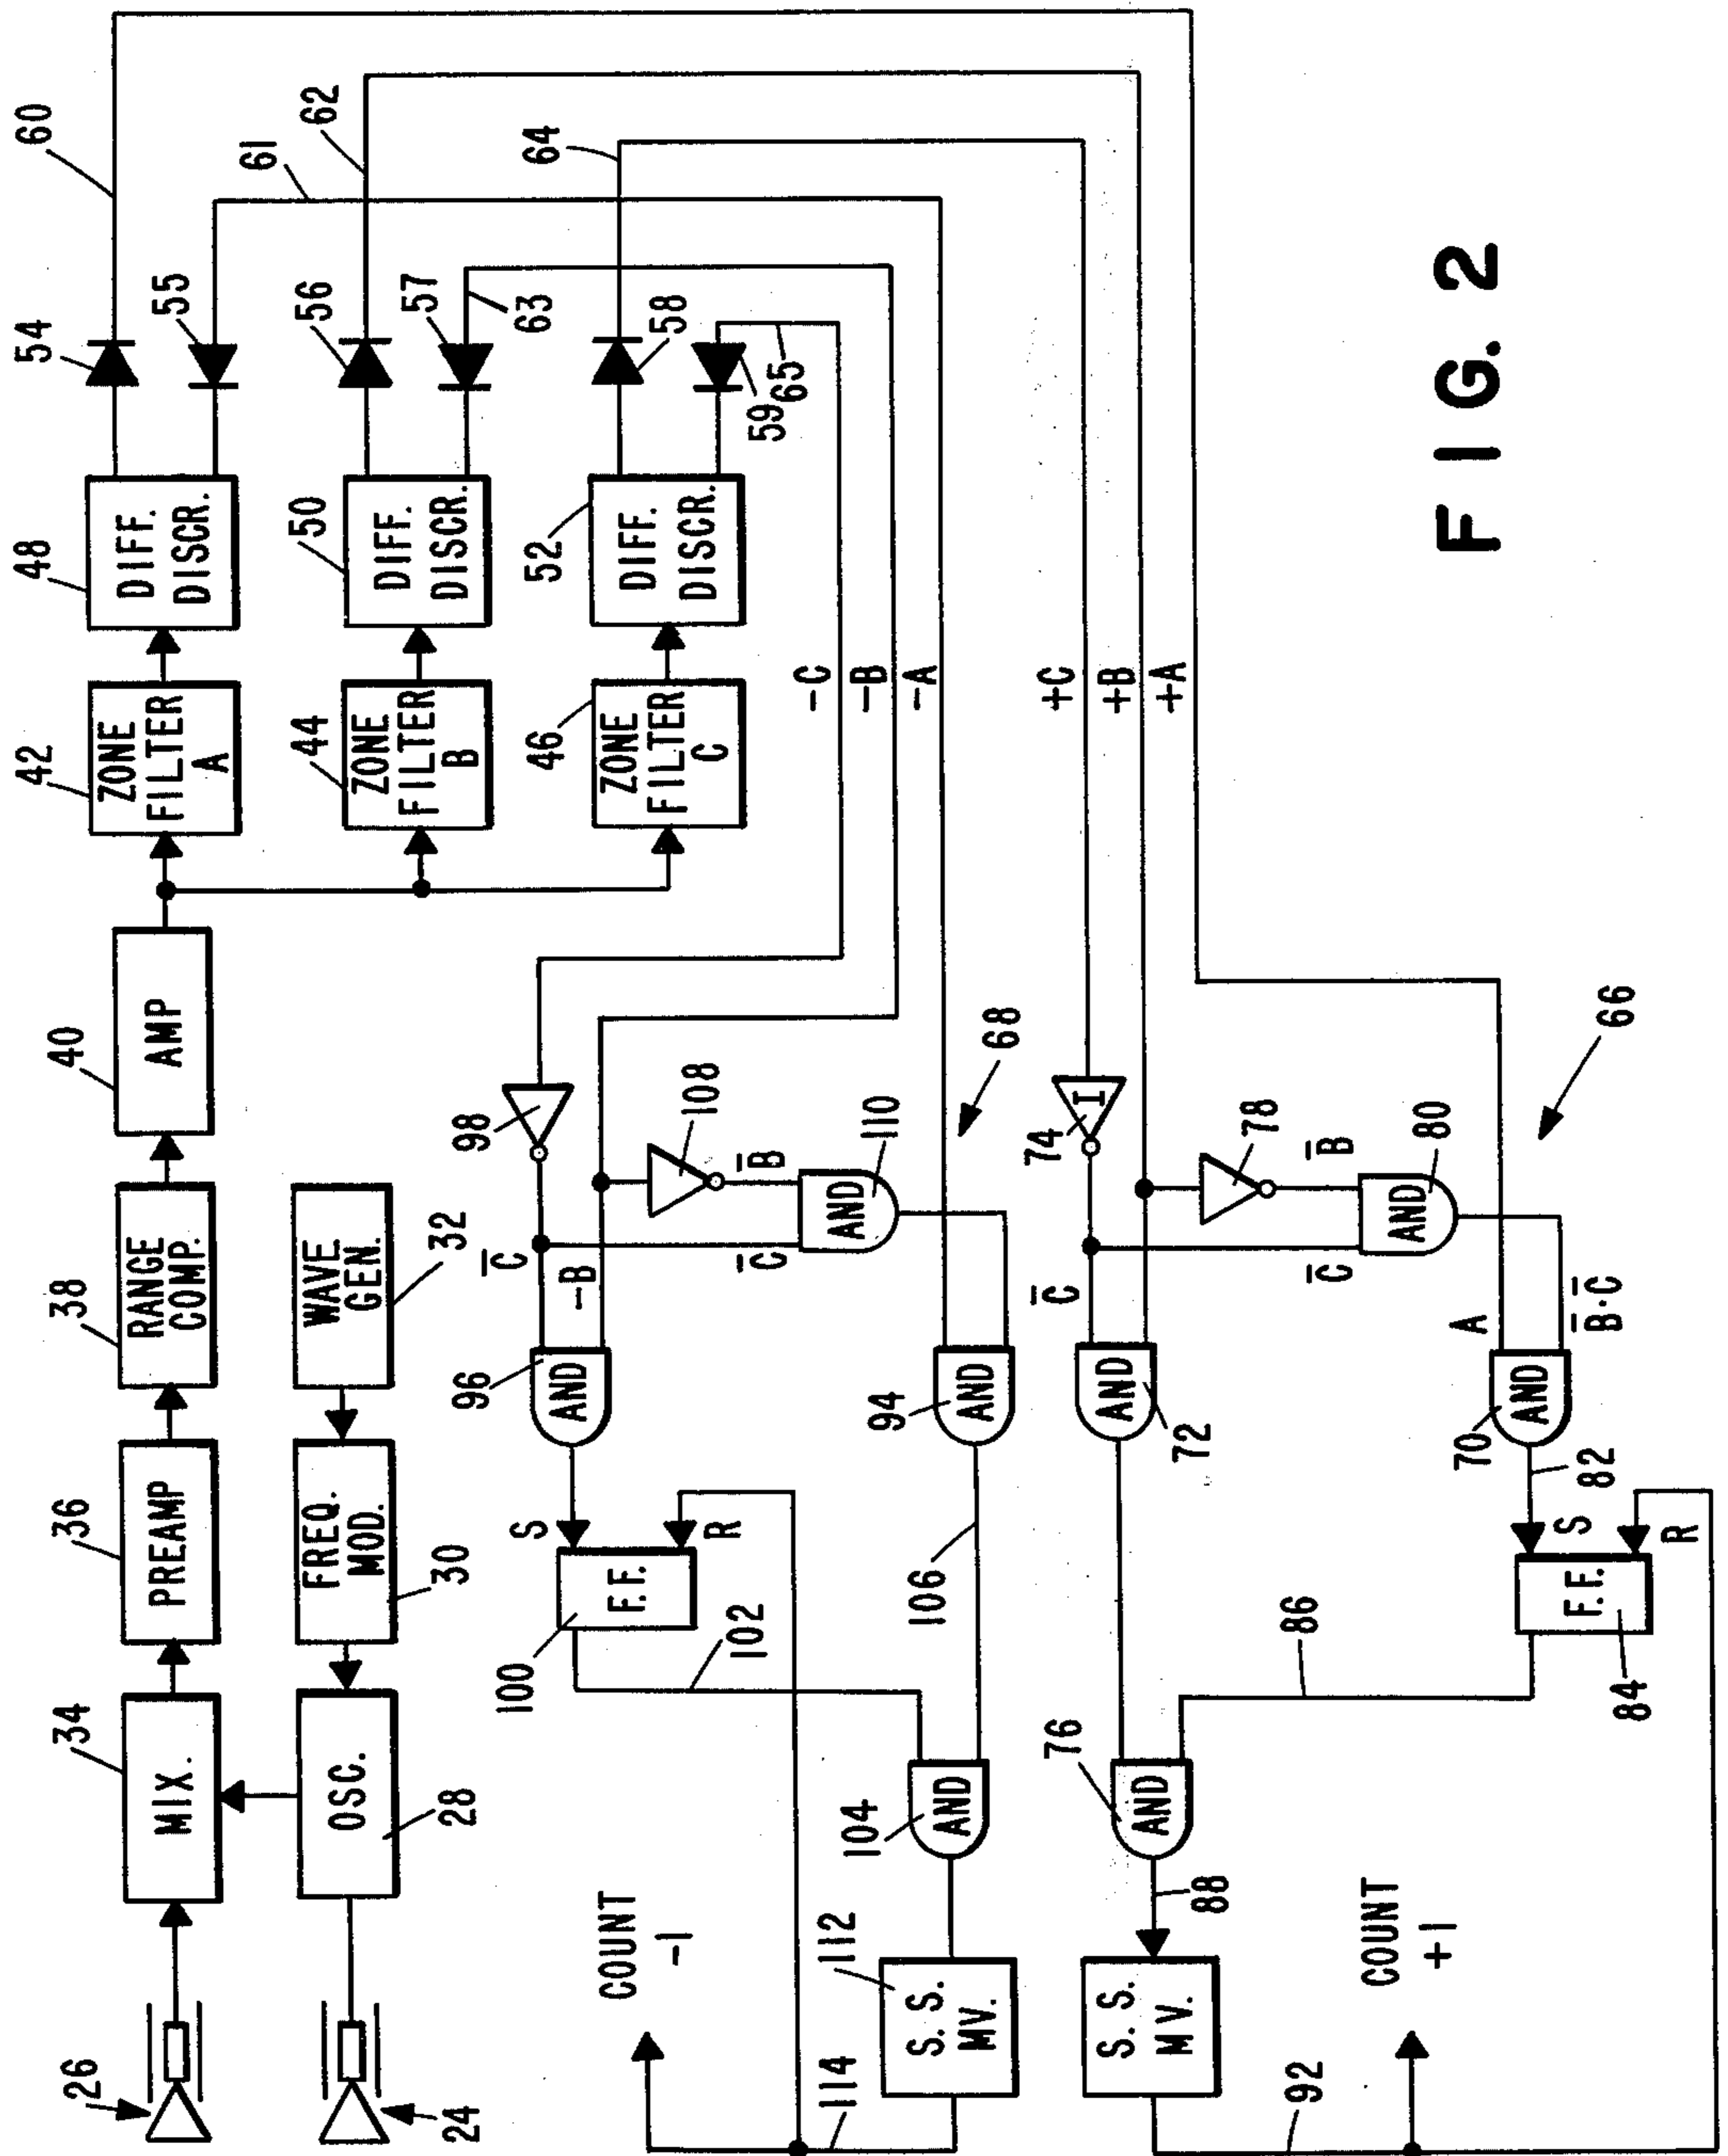 26
34
MIX.
36
PREAMP
38
RANGE
COMP.
40
AMP
42
ZONE
FILTER
A
48
DIFF.
DISCR.
54
55
60
61
24
OSC.
28
FREQ.
MOD.
30
WAVE
GEN.
32
44
ZONE
FILTER
B
50
DIFF.
DISCR.
56
57
62
63
46
ZONE
FILTER
C
52
DIFF.
DISCR.
58
59
64
65
COUNT
-1
100
F.F.
S
R
102
96
AND
98
C̅
-B
108
B̅
C̅
AND
110
68
-C
-B
-A
114
112
S. S.
MV.
104
AND
106
94
AND
+C
+B
+A
S. S.
MV.
88
76
AND
72
AND
74
I
C̅
78
B̅
C̅
AND
80
66
92
COUNT
+1
86
84
F.F.
S
R
82
70
AND
A
B̅·C̅
FIG. 2